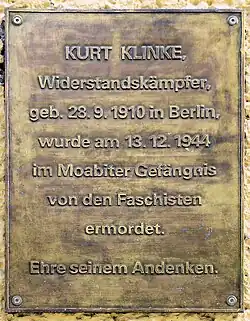 KURT KLINKE,
Widerstandskämpfer,
geb. 28. 9. 1910 in Berlin,
wurde am 13. 12. 1944
im Moabiter Gefängnis
von den Faschisten
ermordet.
Ehre seinem Andenken.